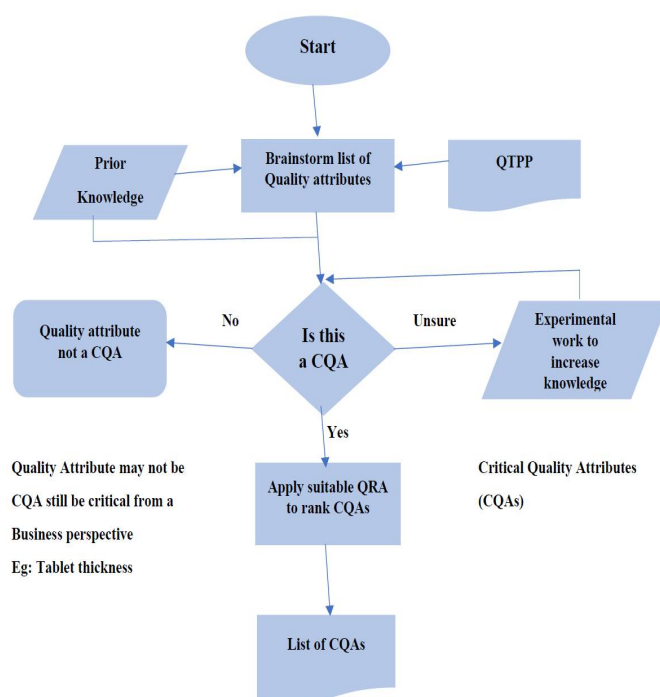 Start
Prior
Knowledge
Brainstorm list of
Quality attributes
QTPP
Quality attribute
not a CQA
No
Is this
a CQA
Unsure
Experimental
work to
increase
knowledge
Yes
Quality Attribute may not be
CQA still be critical from a
Business perspective
Eg: Tablet thickness
Apply suitable QRA
to rank CQAs
Critical Quality Attributes
(CQAs)
List of CQAs